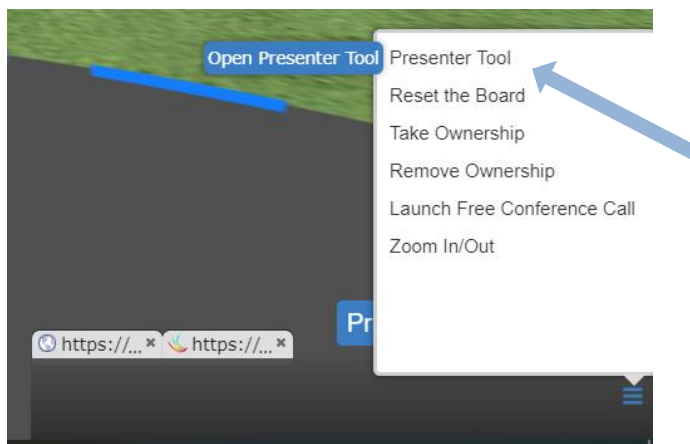 Open Presenter Tool
Presenter Tool
Reset the Board
Take Ownership
Remove Ownership
Launch Free Conference Call
Zoom In/Out
Pr
https://... × https://... ×